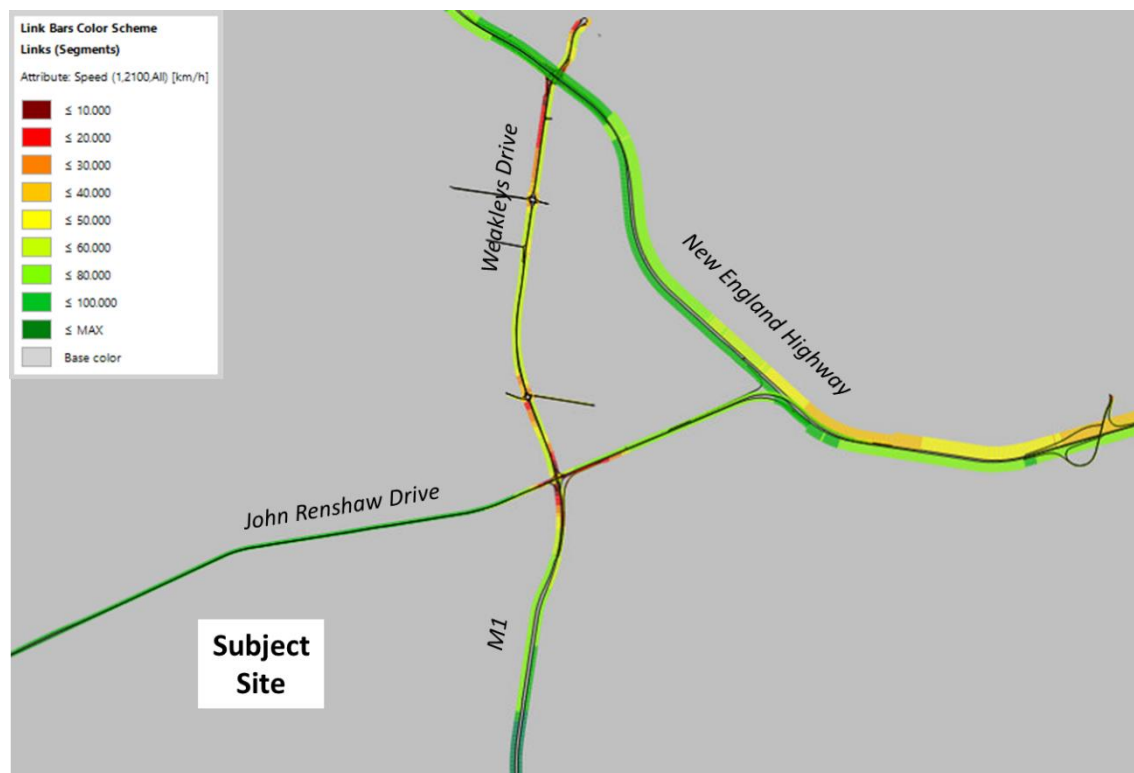 Link Bars Color Scheme
Links (Segments)
Attribute: Speed (1,2100,All) [km/h]
≤ 10.000
≤ 20.000
≤ 30.000
≤ 40.000
≤ 50.000
≤ 60.000
≤ 80.000
≤ 100.000
≤ MAX
Base color
Weakleys Drive
New England Highway
John Renshaw Drive
M1
Subject
Site